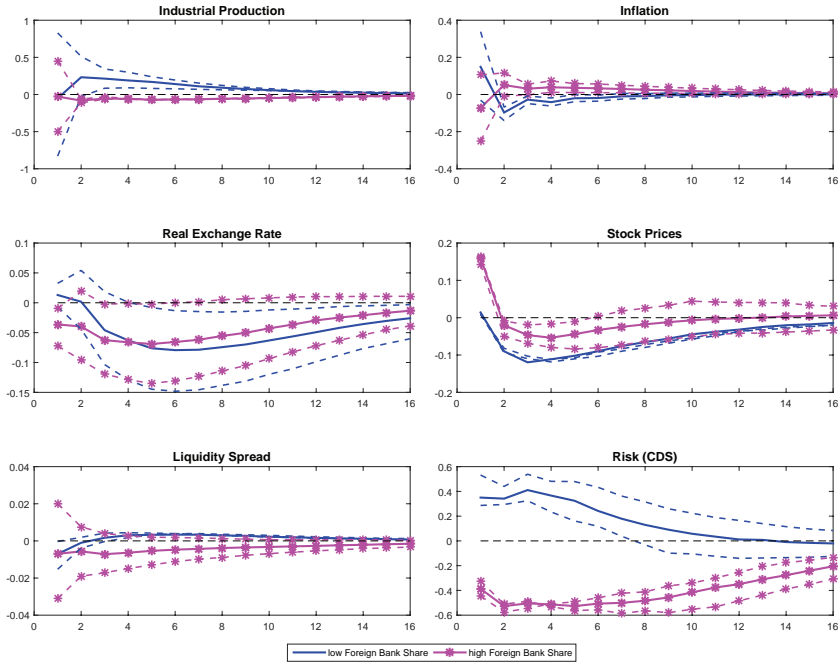 Industrial Production
1
0.5
0
-0.5
-1
0 2 4 6 8 10 12 14 16
Inflation
0.4
0.2
0
-0.2
-0.4
0 2 4 6 8 10 12 14 16
Real Exchange Rate
0.1
0.05
0
-0.05
-0.1
-0.15
0 2 4 6 8 10 12 14 16
Stock Prices
0.2
0.1
0
-0.1
-0.2
0 2 4 6 8 10 12 14 16
Liquidity Spread
0.04
0.02
0
-0.02
-0.04
0 2 4 6 8 10 12 14 16
Risk (CDS)
0.6
0.4
0.2
0
-0.2
-0.4
-0.6
0 2 4 6 8 10 12 14 16
low Foreign Bank Share high Foreign Bank Share